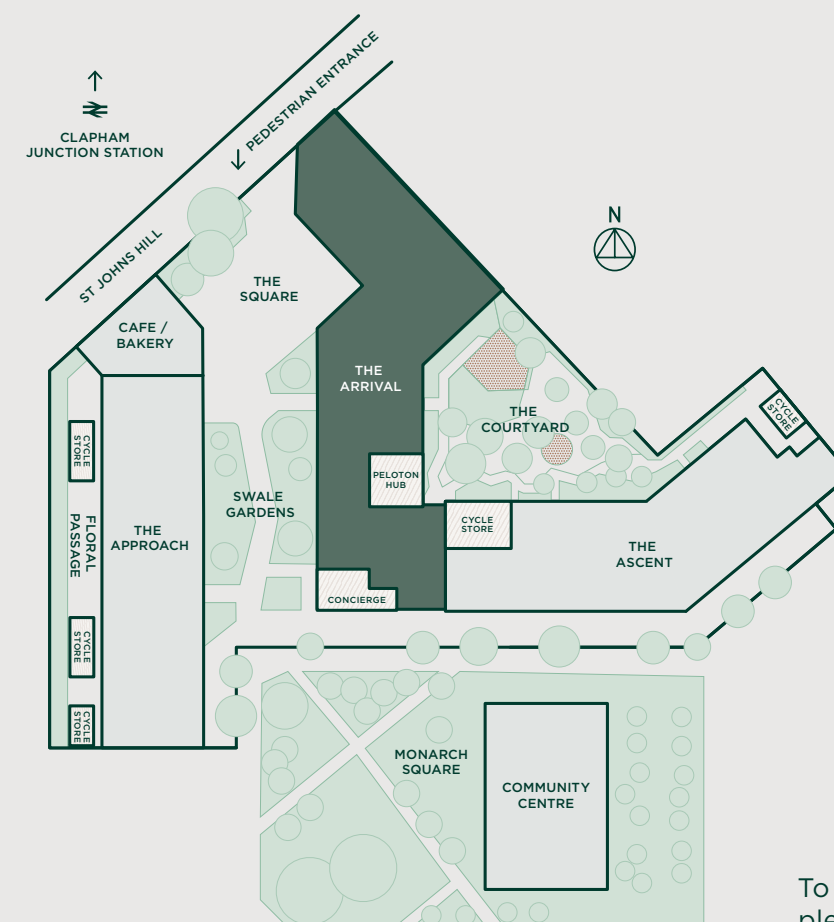 PEDESTRIAN ENTRANCE
CLAPHAM
JUNCTION STATION
N
ST JOHNS HILL
THE
SQUARE
CAFE /
BAKERY
THE
ARRIVAL
THE
COURTYARD
CYCLE
STORE
CYCLE
STORE
PELOTON
HUB
SWALE
GARDENS
CYCLE
STORE
FLORAL
PASSAGE
THE
APPROACH
THE
ASCENT
CONCIERGE
CYCLE
STORE
CYCLE
STORE
MONARCH
SQUARE
COMMUNITY
CENTRE
To